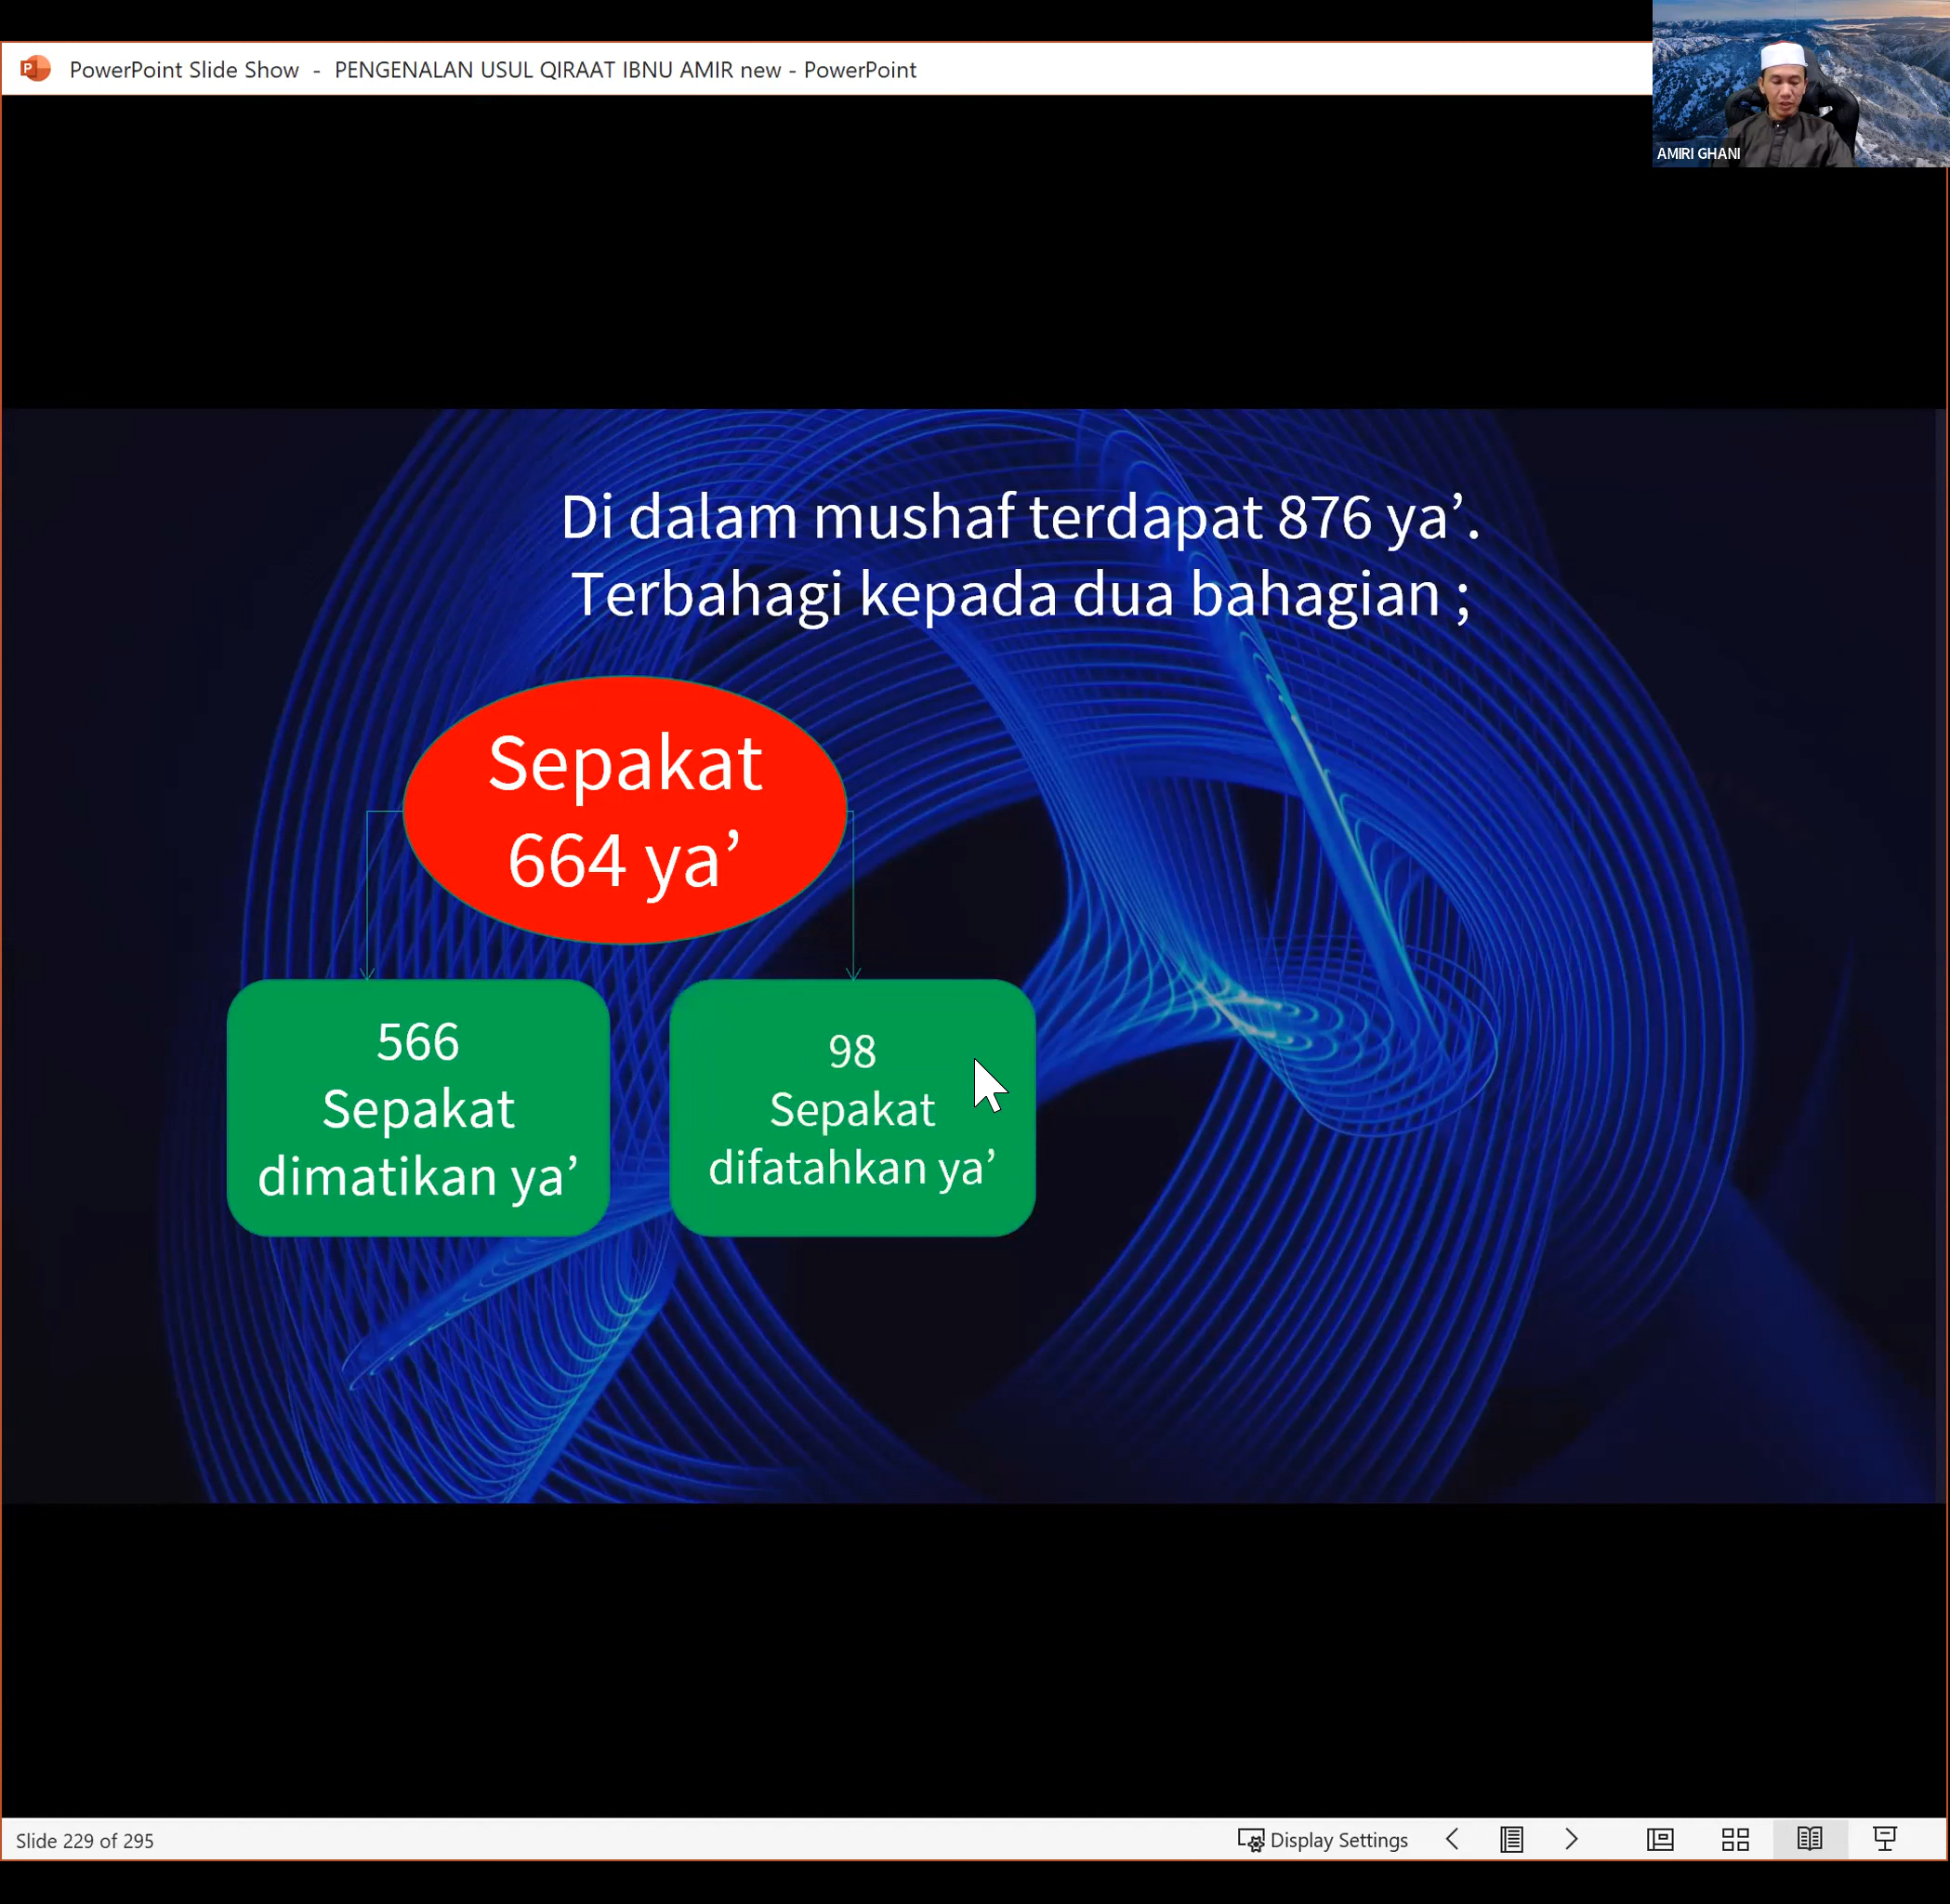 PowerPoint Slide Show - PENGENALAN USUL QIRAAT IBNU AMIR new - PowerPoint
AMIRI GHANI
Di dalam mushaf terdapat 876 ya’.
Terbahagi kepada dua bahagian ;
Sepakat
664 ya’
566
Sepakat
dimatikan ya’
98
Sepakat
difatahkan ya’
Slide 229 of 295
Display Settings